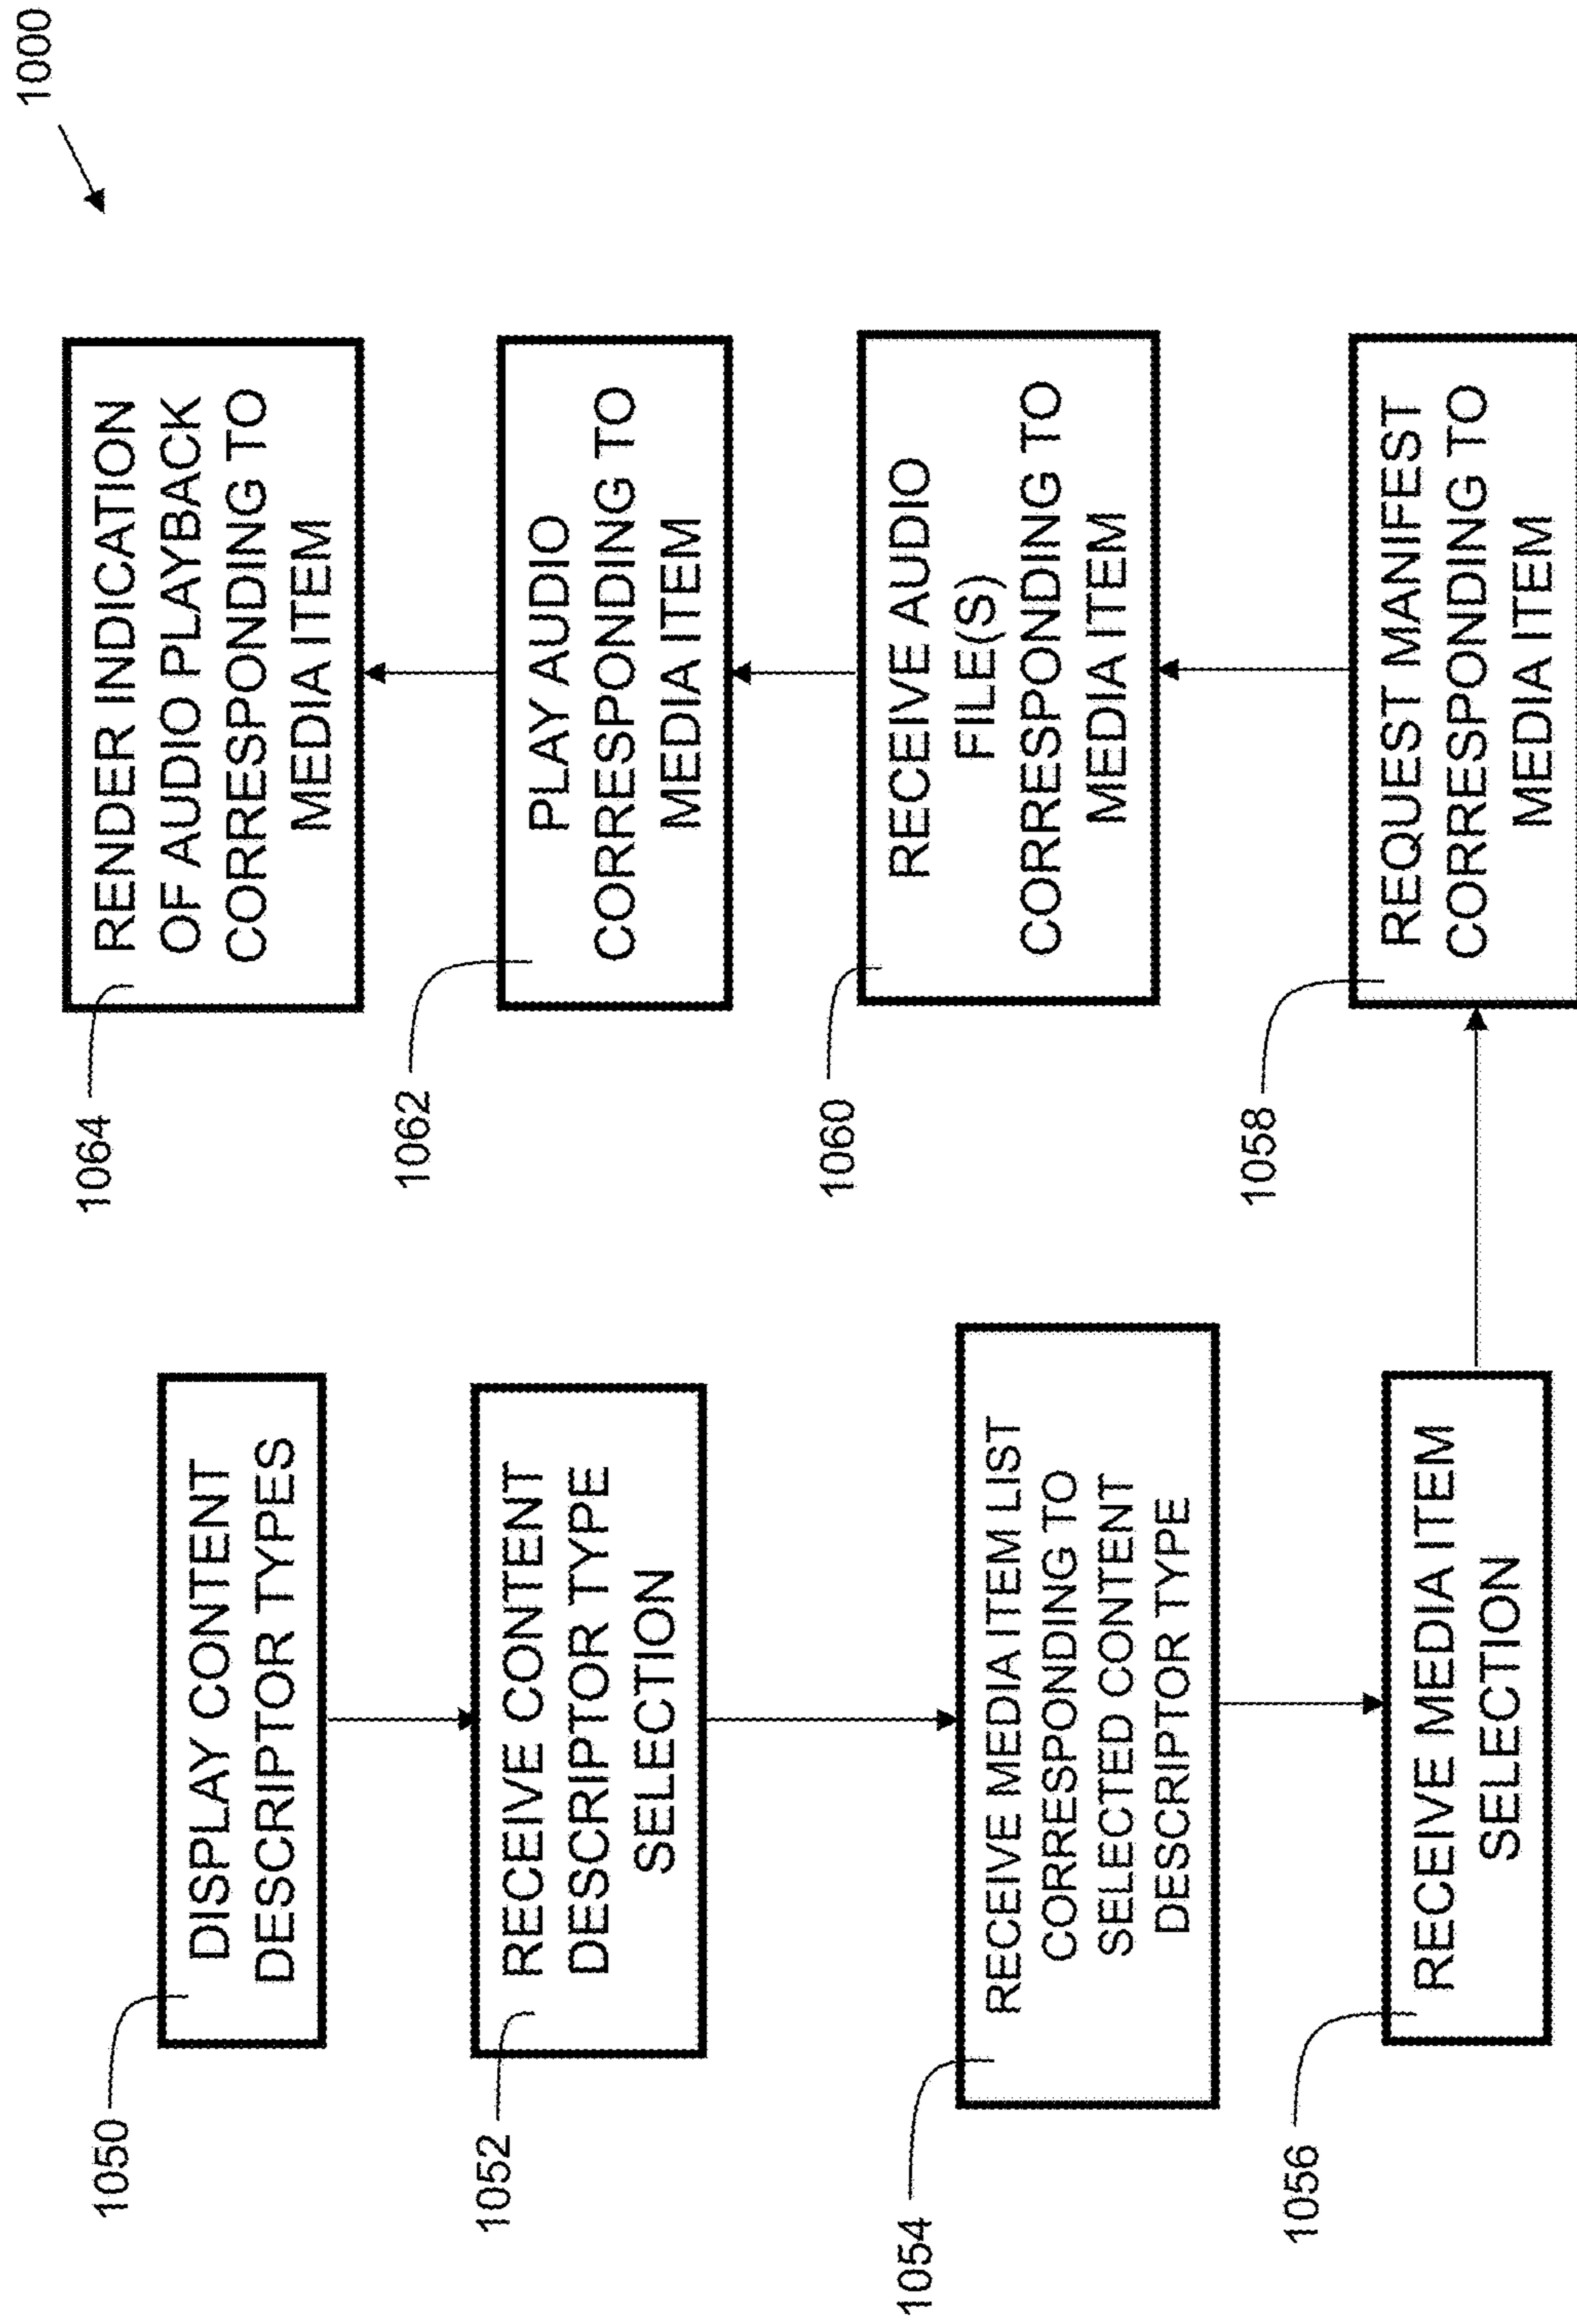 1000
1050
DISPLAY CONTENT
DESCRIPTOR TYPES
1052
RECEIVE CONTENT
DESCRIPTOR TYPE
SELECTION
1054
RECEIVE MEDIA ITEM LIST
CORRESPONDING TO
SELECTED CONTENT
DESCRIPTOR TYPE
1056
RECEIVE MEDIA ITEM
SELECTION
1058
REQUEST MANIFEST
CORRESPONDING TO
MEDIA ITEM
1060
RECEIVE AUDIO
FILE(S)
CORRESPONDING TO
MEDIA ITEM
1062
PLAY AUDIO
CORRESPONDING TO
MEDIA ITEM
1064
RENDER INDICATION
OF AUDIO PLAYBACK
CORRESPONDING TO
MEDIA ITEM